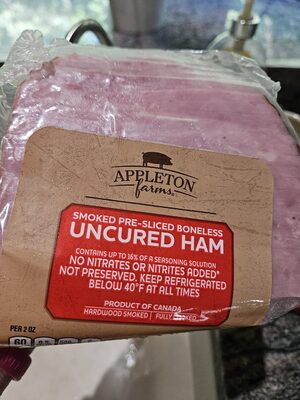 APPLETON
farms.
SMOKED PRE-SLICED BONELESS
UNCURED HAM
CONTAINS UP TO 16% OF A SEASONING SOLUTION
NO NITRATES OR NITRITES ADDED*
NOT PRESERVED. KEEP REFRIGERATED
BELOW 40°F AT ALL TIMES
PRODUCT OF CANADA
HARDWOOD SMOKED | FULLY COOKED
PER 2 OZ
60